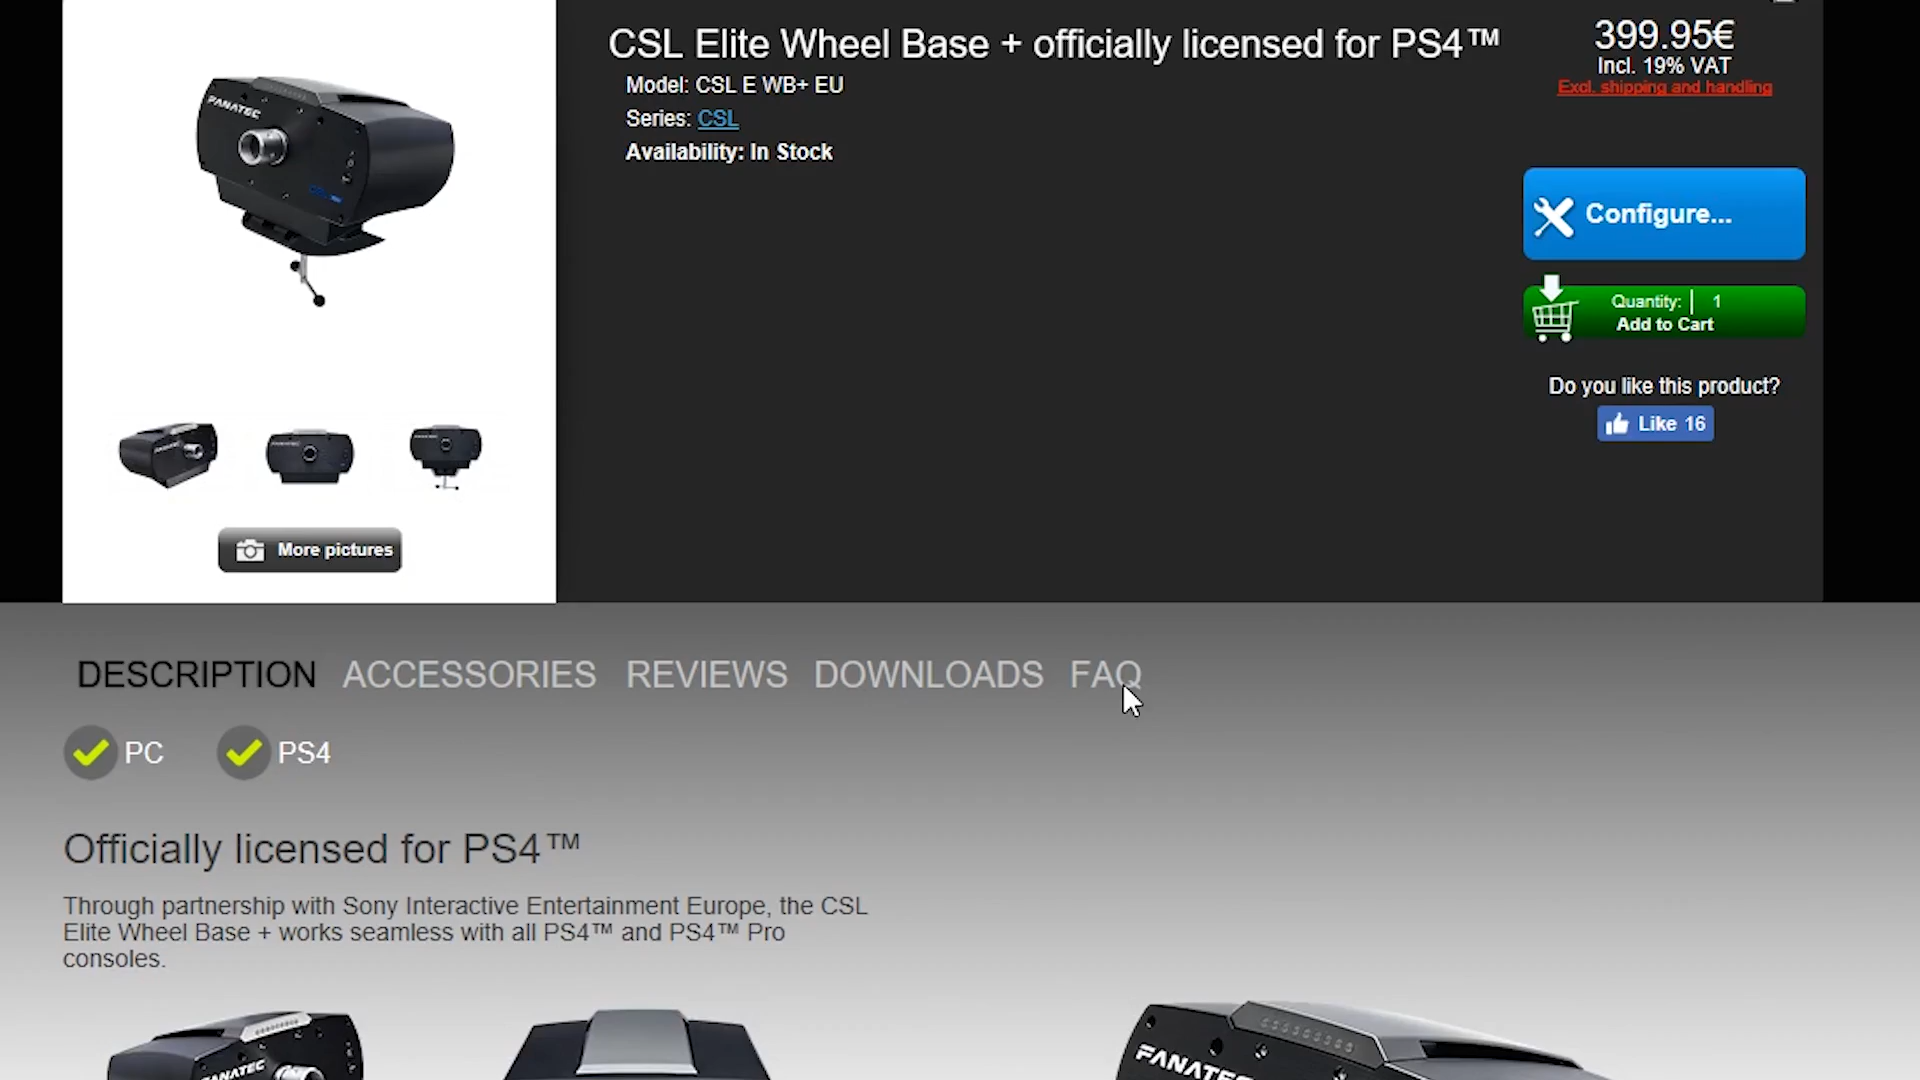 CSL Elite Wheel Base + officially licensed for PS4™
Model: CSL E WB+ EU
Series: CSL
Availability: In Stock
399.95€
Incl. 19% VAT
Excl. shipping and handling
Configure...
Quantity: 1
Add to Cart
Do you like this product?
Like 16
FANATEC
More pictures
DESCRIPTION ACCESSORIES REVIEWS DOWNLOADS FAQ
PC PS4
Officially licensed for PS4™
Through partnership with Sony Interactive Entertainment Europe, the CSL
Elite Wheel Base + works seamless with all PS4™ and PS4™ Pro
consoles.
FANATEC
FANATEC